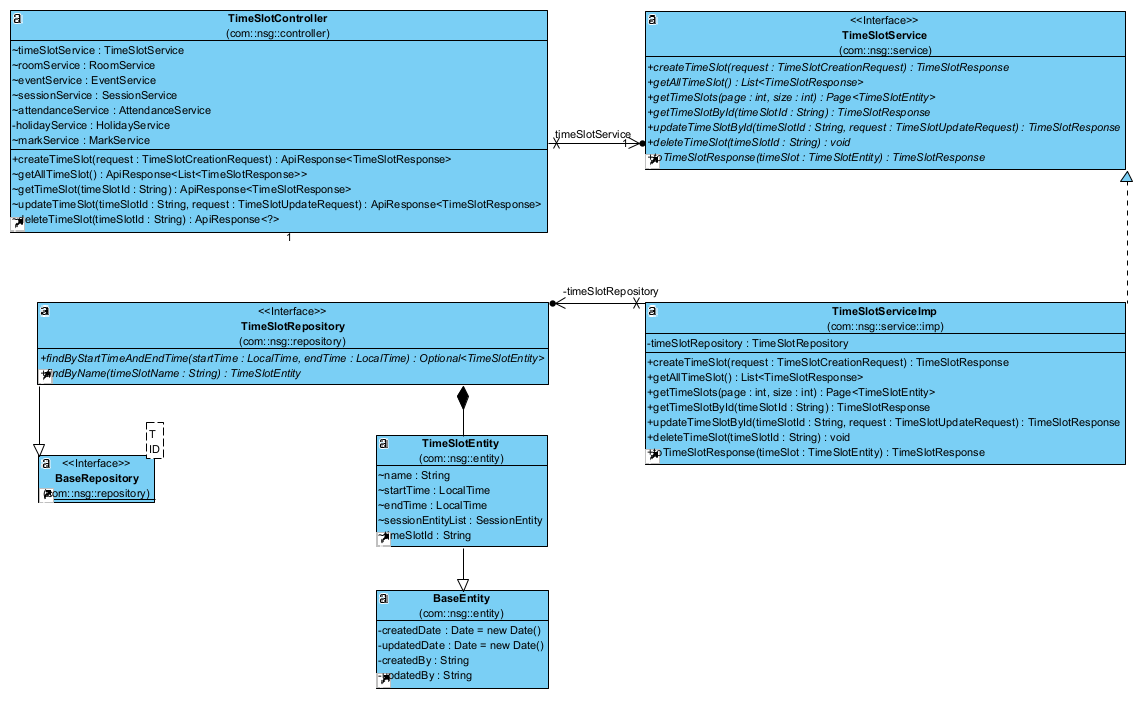 a
TimeSlotController
(com::nsg::controller)
~timeSlotService : TimeSlotService
~roomService : RoomService
~eventService : EventService
~sessionService : SessionService
~attendanceService : AttendanceService
-holidayService : HolidayService
~markService : MarkService
+createTimeSlot(request : TimeSlotCreationRequest) : ApiResponse<TimeSlotResponse>
~getAllTimeSlot() : ApiResponse<List<TimeSlotResponse>>
~getTimeSlot(timeSlotId : String) : ApiResponse<TimeSlotResponse>
~updateTimeSlot(timeSlotId : String, request : TimeSlotUpdateRequest) : ApiResponse<TimeSlotResponse>
~deleteTimeSlot(timeSlotId : String) : ApiResponse<?>
1
~timeSlotService
1
a
<<Interface>>
TimeSlotService
(com::nsg::service)
+createTimeSlot(request : TimeSlotCreationRequest) : TimeSlotResponse
+getAllTimeSlot() : List<TimeSlotResponse>
+getTimeSlots(page : int, size : int) : Page<TimeSlotEntity>
+getTimeSlotById(timeSlotId : String) : TimeSlotResponse
+updateTimeSlotById(timeSlotId : String, request : TimeSlotUpdateRequest) : TimeSlotResponse
+deleteTimeSlot(timeSlotId : String) : void
+toTimeSlotResponse(timeSlot : TimeSlotEntity) : TimeSlotResponse
-timeSlotRepository
a
<<Interface>>
TimeSlotRepository
(com::nsg::repository)
+findByStartTimeAndEndTime(startTime : LocalTime, endTime : LocalTime) : Optional<TimeSlotEntity>
+findByName(timeSlotName : String) : TimeSlotEntity
a
TimeSlotServiceImp
(com::nsg::service::imp)
-timeSlotRepository : TimeSlotRepository
+createTimeSlot(request : TimeSlotCreationRequest) : TimeSlotResponse
+getAllTimeSlot() : List<TimeSlotResponse>
+getTimeSlots(page : int, size : int) : Page<TimeSlotEntity>
+getTimeSlotById(timeSlotId : String) : TimeSlotResponse
+updateTimeSlotById(timeSlotId : String, request : TimeSlotUpdateRequest) : TimeSlotResponse
+deleteTimeSlot(timeSlotId : String) : void
+toTimeSlotResponse(timeSlot : TimeSlotEntity) : TimeSlotResponse
T
ID
a
<<Interface>>
BaseRepository
(com::nsg::repository)
a
TimeSlotEntity
(com::nsg::entity)
~name : String
~startTime : LocalTime
~endTime : LocalTime
~sessionEntityList : SessionEntity
~timeSlotId : String
a
BaseEntity
(com::nsg::entity)
-createdDate : Date = new Date()
-updatedDate : Date = new Date()
-createdBy : String
-updatedBy : String